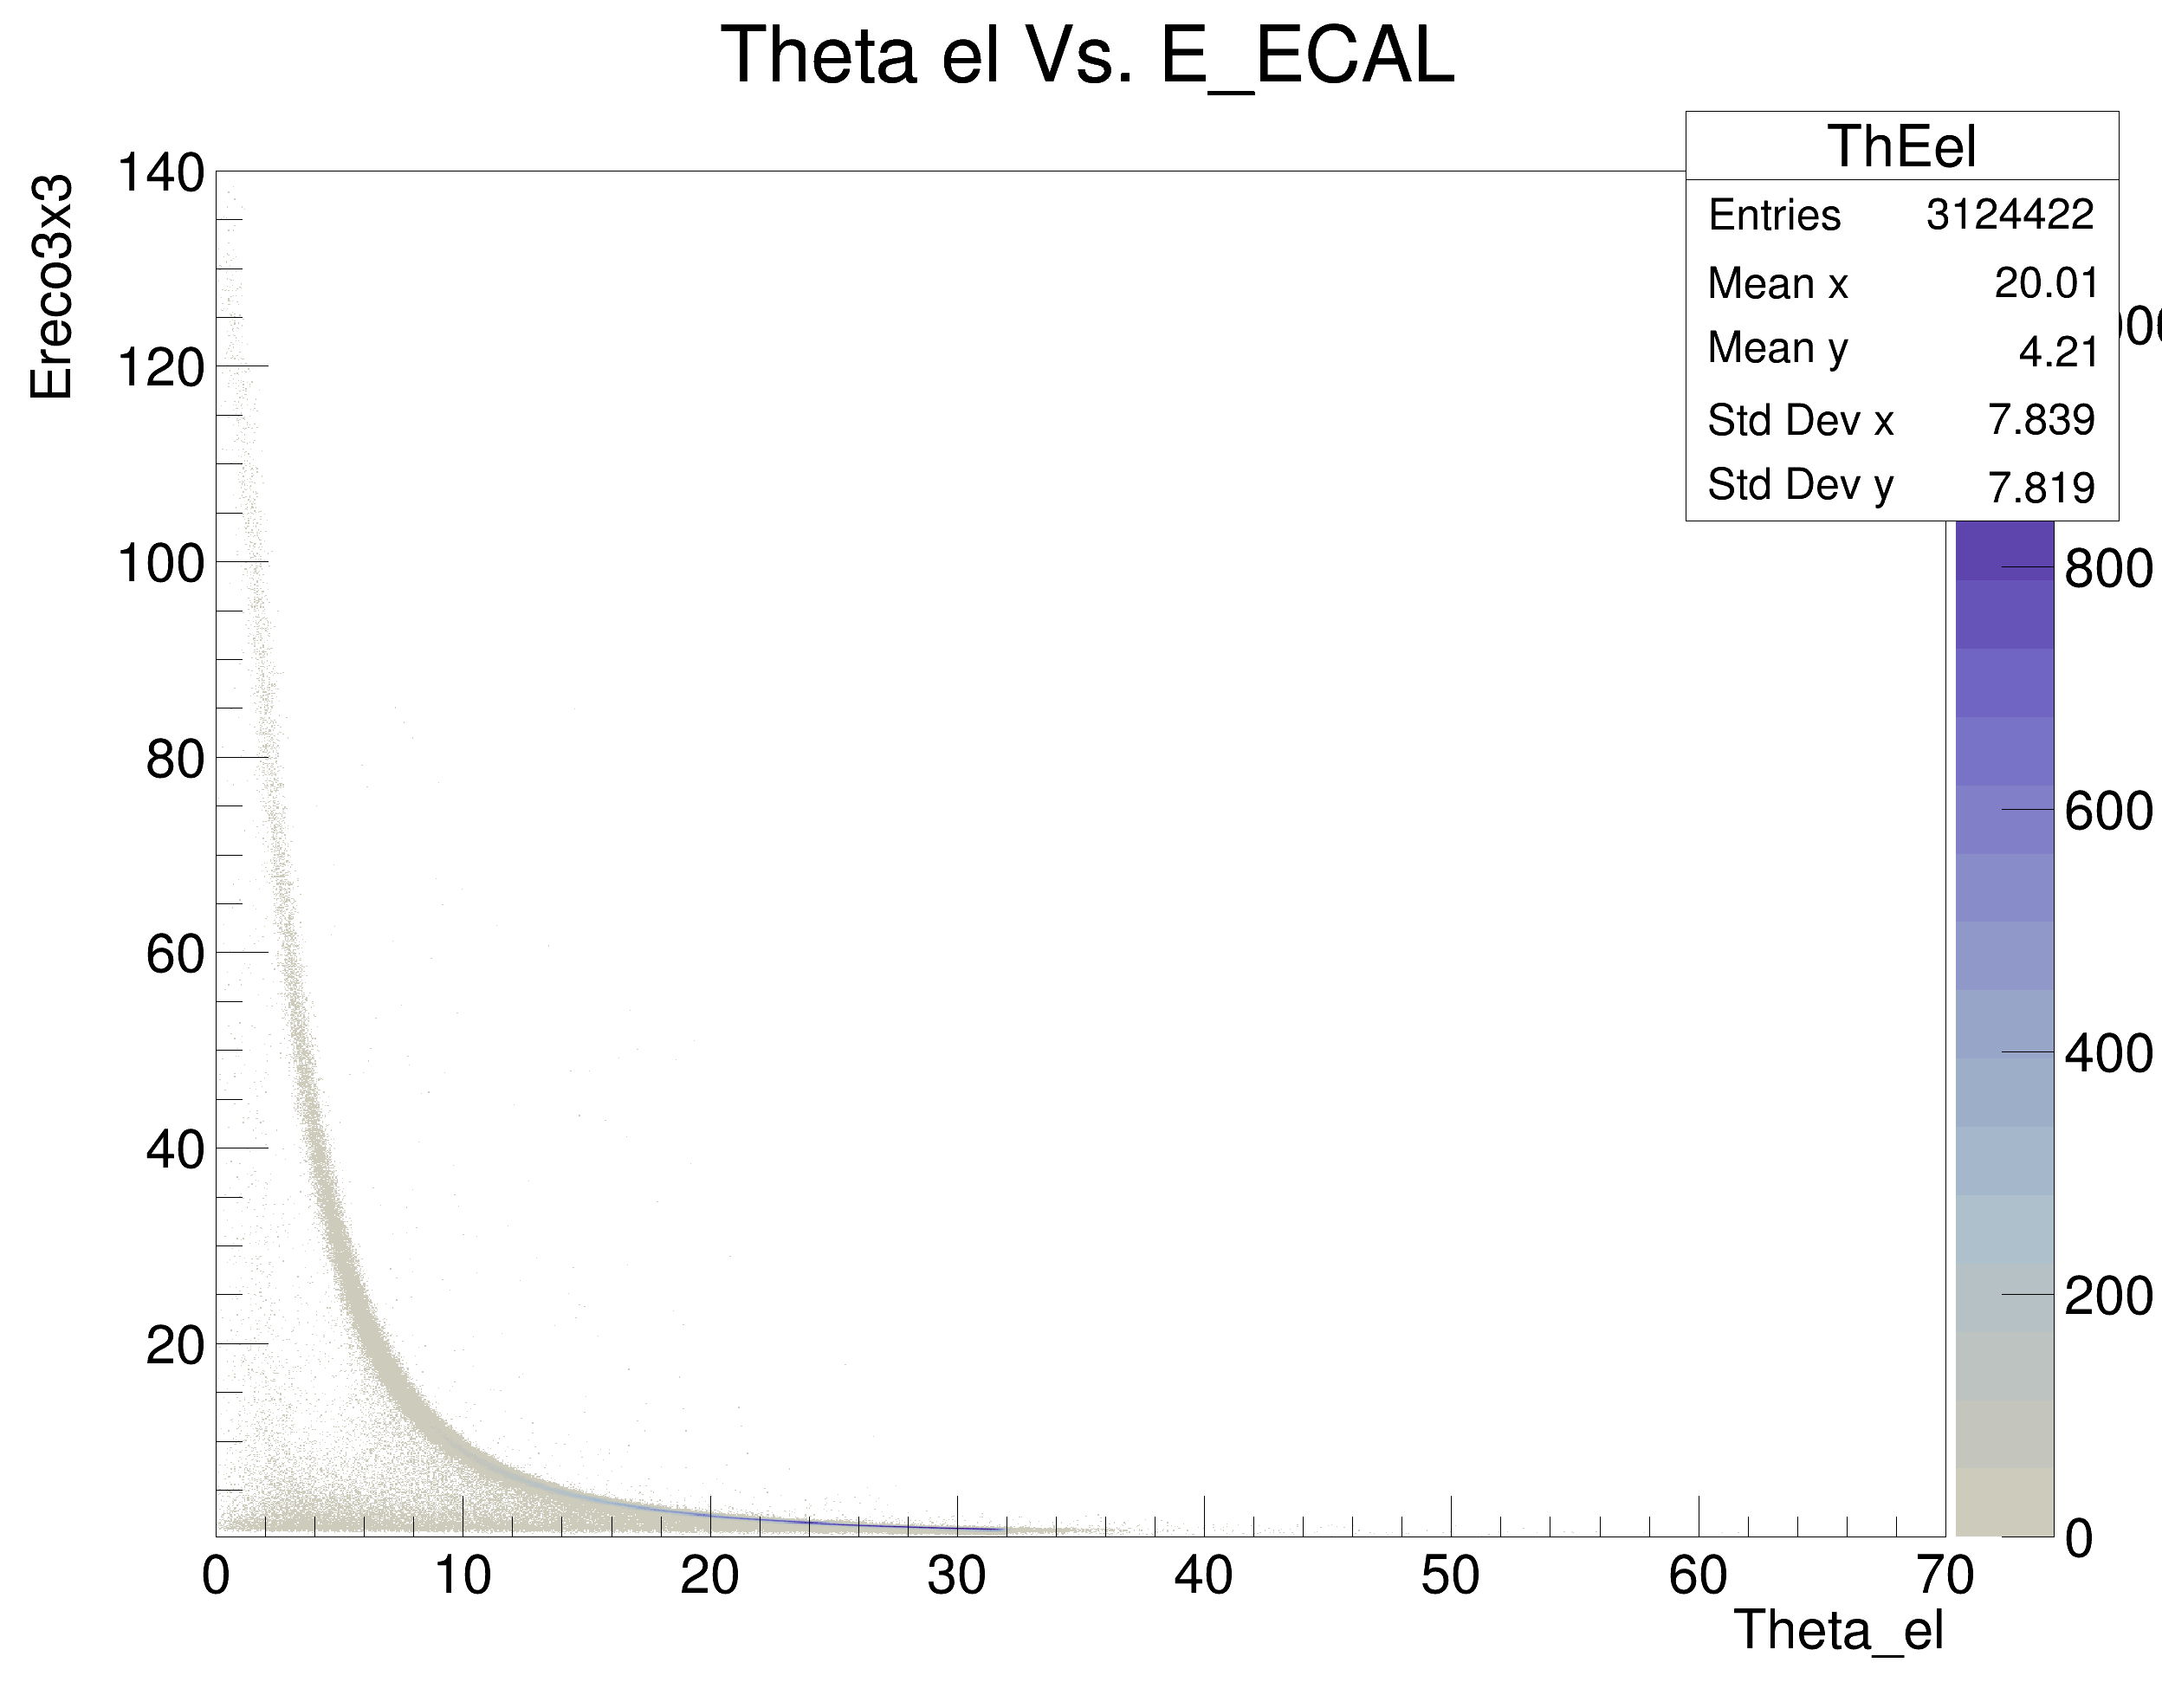 Theta el Vs. E_ECAL
ThEel
Entries 3124422
Mean x 20.01
Mean y 4.21
Std Dev x 7.839
Std Dev y 7.819
Ereco3x3
140
120
100
80
60
40
20
800
600
400
200
0
0 10 20 30 40 50 60 70
Theta_el